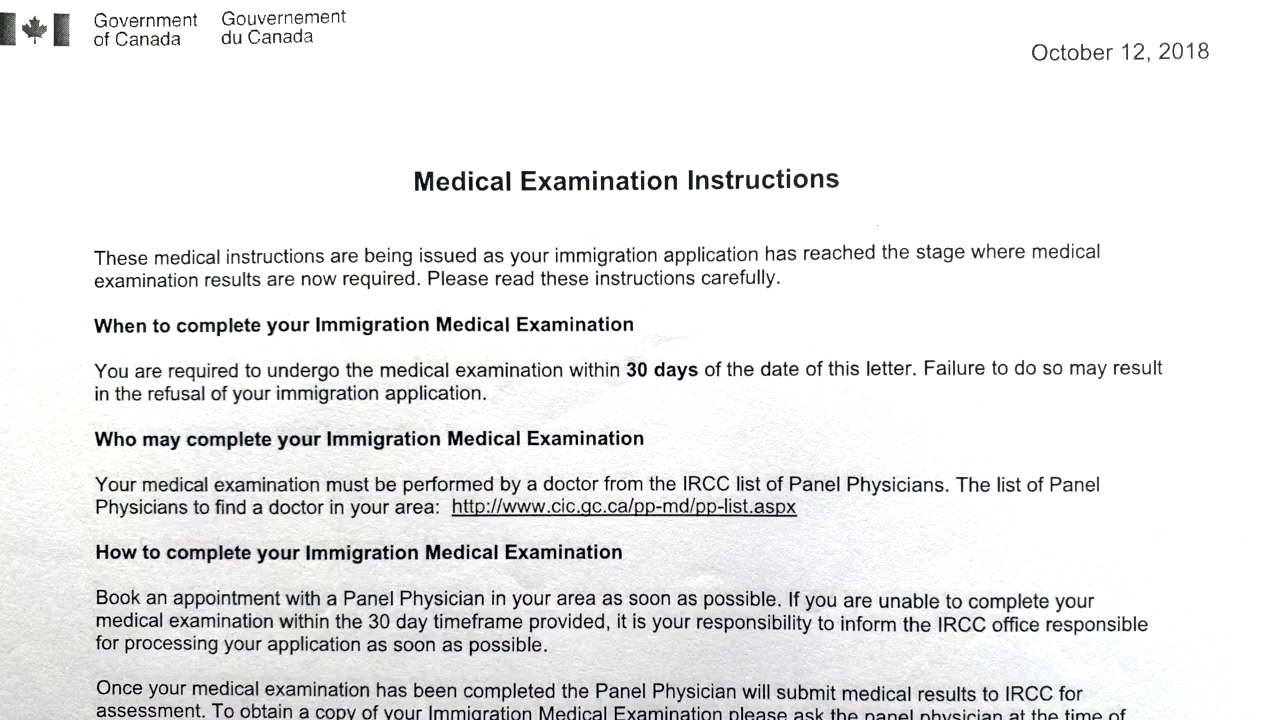 Government Gouvernement
of Canada du Canada
October 12, 2018
Medical Examination Instructions
These medical instructions are being issued as your immigration application has reached the stage where medical
examination results are now required. Please read these instructions carefully.
When to complete your Immigration Medical Examination
You are required to undergo the medical examination within 30 days of the date of this letter. Failure to do so may result
in the refusal of your immigration application.
Who may complete your Immigration Medical Examination
Your medical examination must be performed by a doctor from the IRCC list of Panel Physicians. The list of Panel
Physicians to find a doctor in your area: http://www.cic.gc.ca/pp-md/pp-list.aspx
How to complete your Immigration Medical Examination
Book an appointment with a Panel Physician in your area as soon as possible. If you are unable to complete your
medical examination within the 30 day timeframe provided, it is your responsibility to inform the IRCC office responsible
for processing your application as soon as possible.
Once your medical examination has been completed the Panel Physician will submit medical results to IRCC for
assessment. To obtain a copy of your Immigration Medical Examination please ask the panel physician at the time of